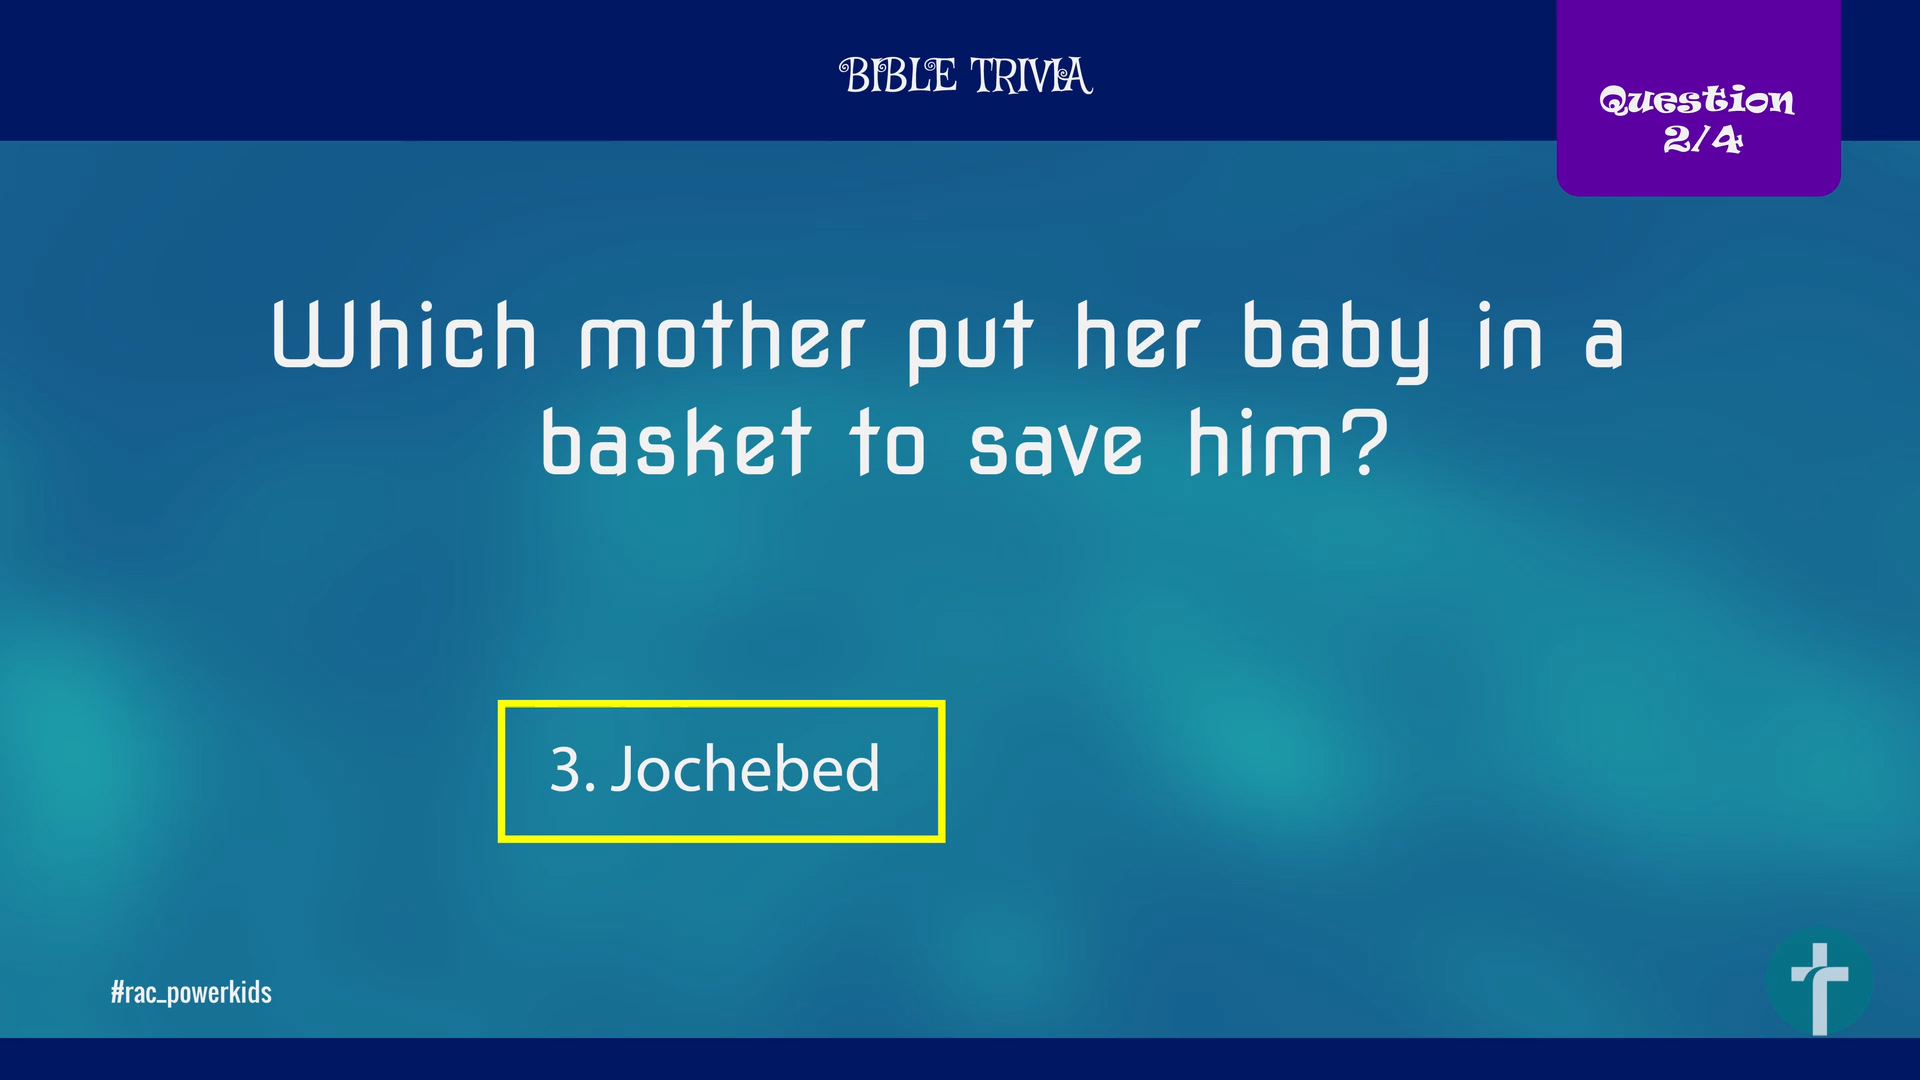 BIBLE TRIVIA
Question
2/4
Which mother put her baby in a
basket to save him?
3. Jochebed
#rac_powerkids